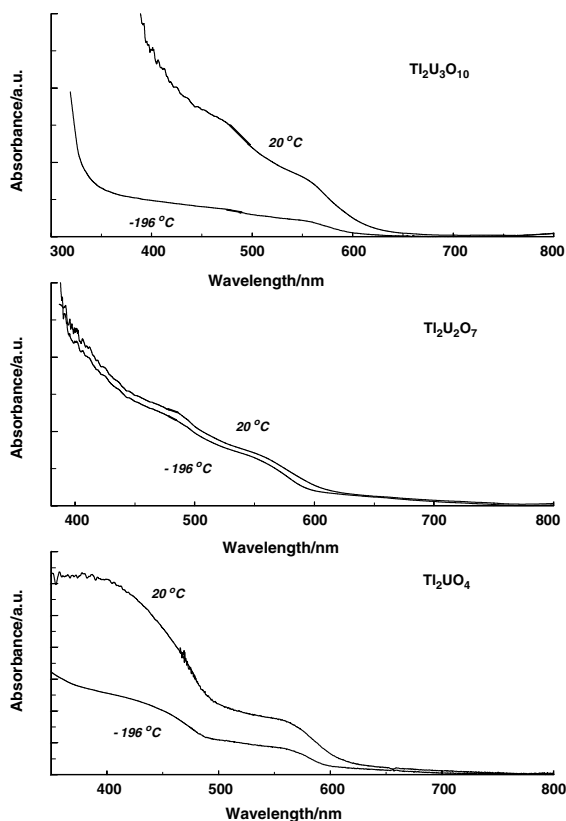 Absorbance/a.u.
Tl2U3O10
20 °C
-196 °C
300 400 500 600 700 800
Wavelength/nm
Absorbance/a.u.
Tl2U2O7
20 °C
- 196 °C
400 500 600 700 800
Wavelength/nm
Absorbance/a.u.
Tl2UO4
20 °C
- 196 °C
400 500 600 700 800
Wavelength/nm